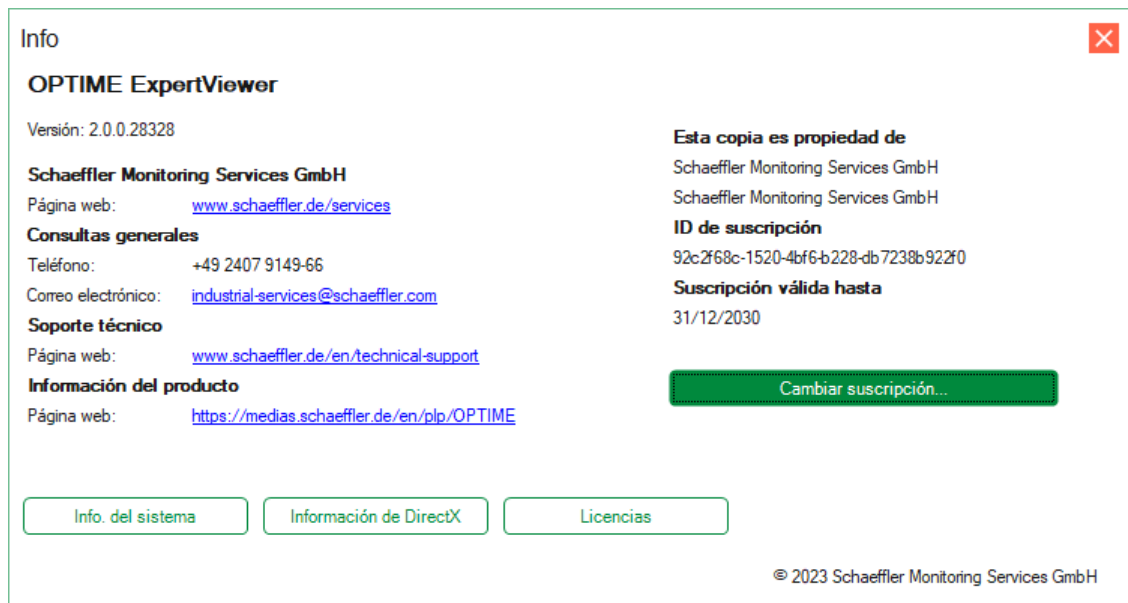 Info
OPTIME ExpertViewer
Versión: 2.0.0.28328
Schaeffler Monitoring Services GmbH
Página web: www.schaeffler.de/services
Consultas generales
Teléfono: +49 2407 9149-66
Correo electrónico: industrial-services@schaeffler.com
Soporte técnico
Página web: www.schaeffler.de/en/technical-support
Información del producto
Página web: https://medias.schaeffler.de/en/plp/OPTIME
Esta copia es propiedad de
Schaeffler Monitoring Services GmbH
Schaeffler Monitoring Services GmbH
ID de suscripción
92c2f68c-1520-4bf6-b228-db7238b922f0
Suscripción válida hasta
31/12/2030
Cambiar suscripción...
Info. del sistema
Información de DirectX
Licencias
© 2023 Schaeffler Monitoring Services GmbH